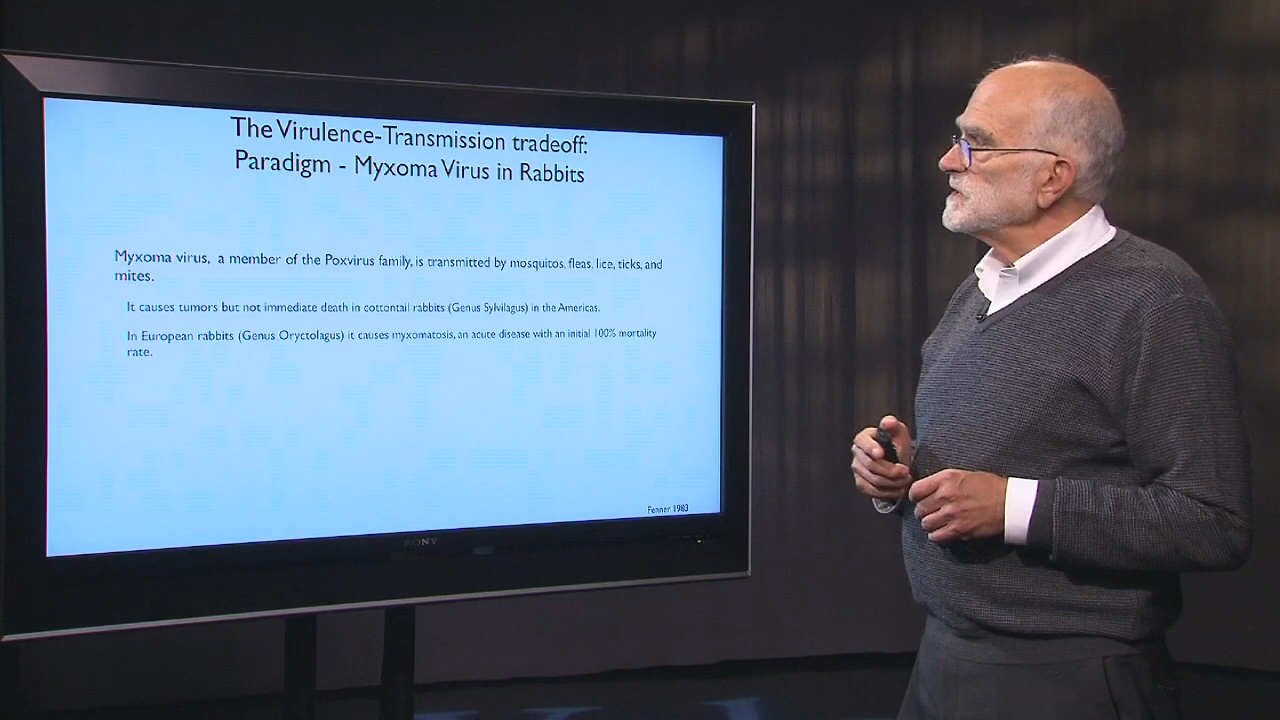 The Virulence-Transmission tradeoff:
Paradigm - Myxoma Virus in Rabbits
Myxoma virus, a member of the Poxvirus family, is transmitted by mosquitos, fleas, lice, ticks, and
mites.
It causes tumors but not immediate death in cottontail rabbits (Genus Sylvilagus) in the Americas.
In European rabbits (Genus Oryctolagus) it causes myxomatosis, an acute disease with an initial 100% mortality
rate.
Fenner 1983
SONY